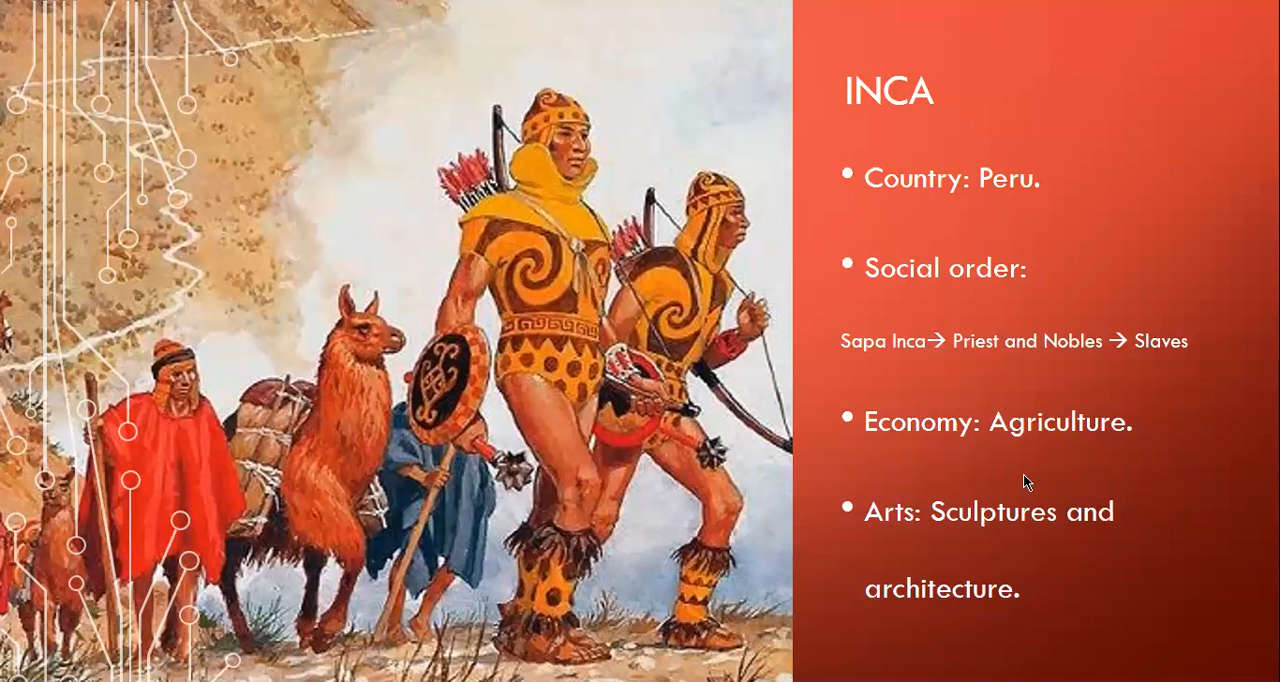 INCA
• Country: Peru.
• Social order:
Sapa Inca→ Priest and Nobles → Slaves
• Economy: Agriculture.
• Arts: Sculptures and
architecture.